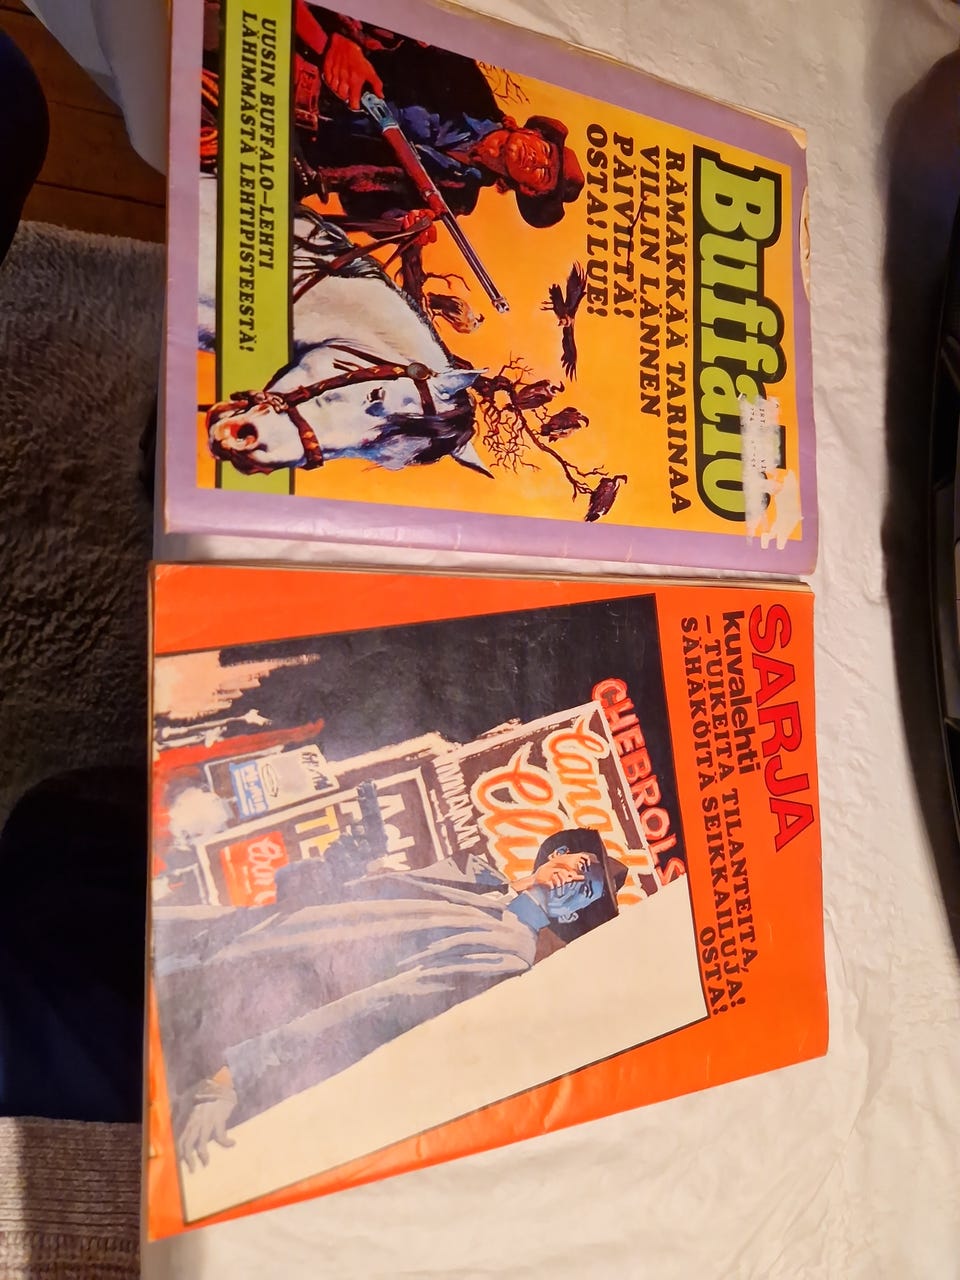 Buffalo
RÄMÄKKÄÄ TARINAA
VILLIN LÄNNEN
PÄIVILTÄ!
OSTA! LUE!
UUSIN BUFFALO-LEHTI
LÄHIMMÄSTÄ LEHTIPISTEESTÄ!
SARJA
kuvalehti
- TUIKEITA TILANTEITA,
SÄHÄKÖITÄ SEIKKAILUJA!
OSTA!